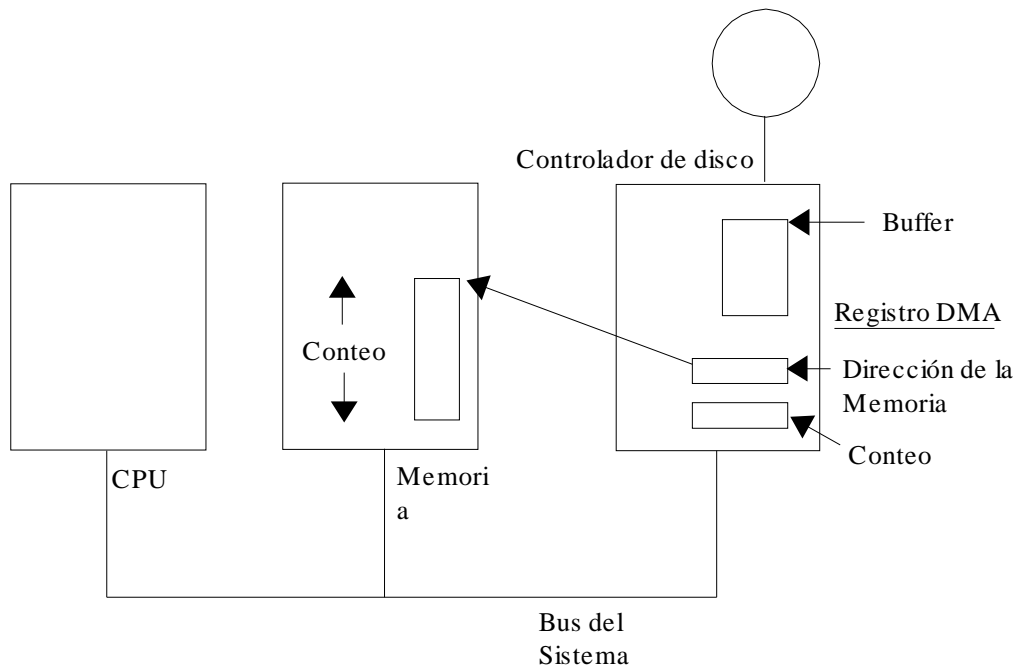 Controlador de disco
Buffer
Registro DMA
Conteo
Dirección de la
Memoria
Conteo
CPU
Memori
a
Bus del
Sistema